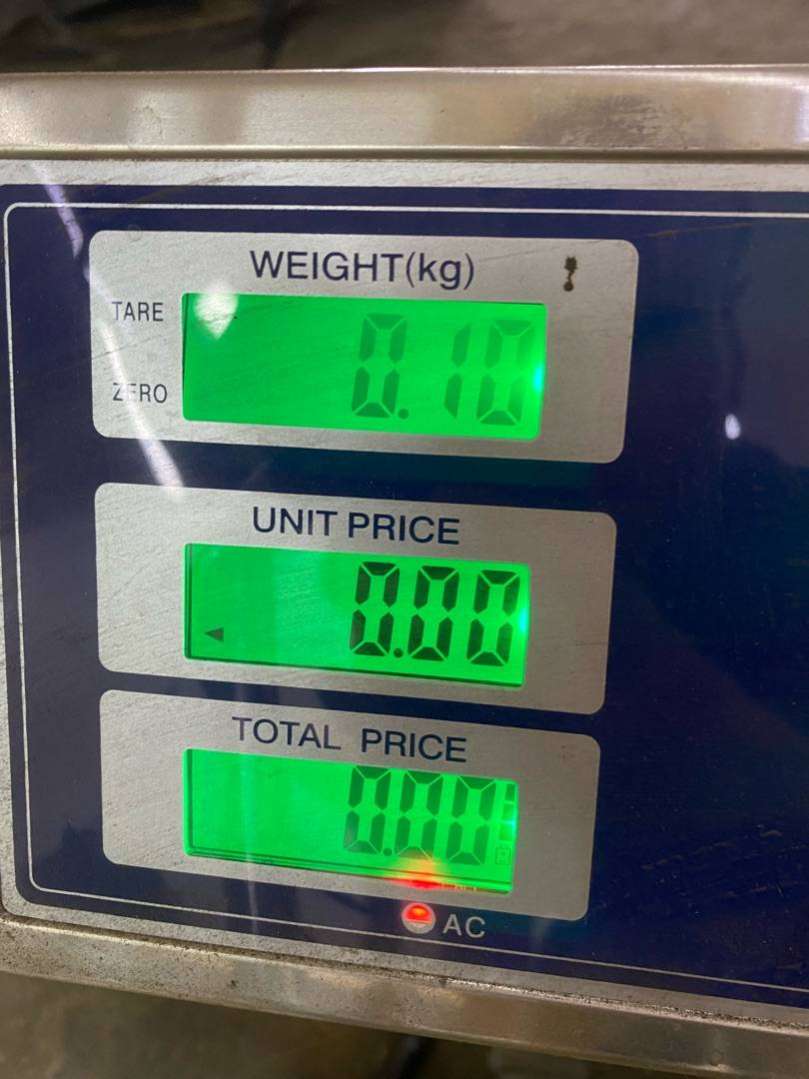 WEIGHT(kg)
TARE
0.10
ZERO
UNIT PRICE
0.00
TOTAL PRICE
0.00
AC